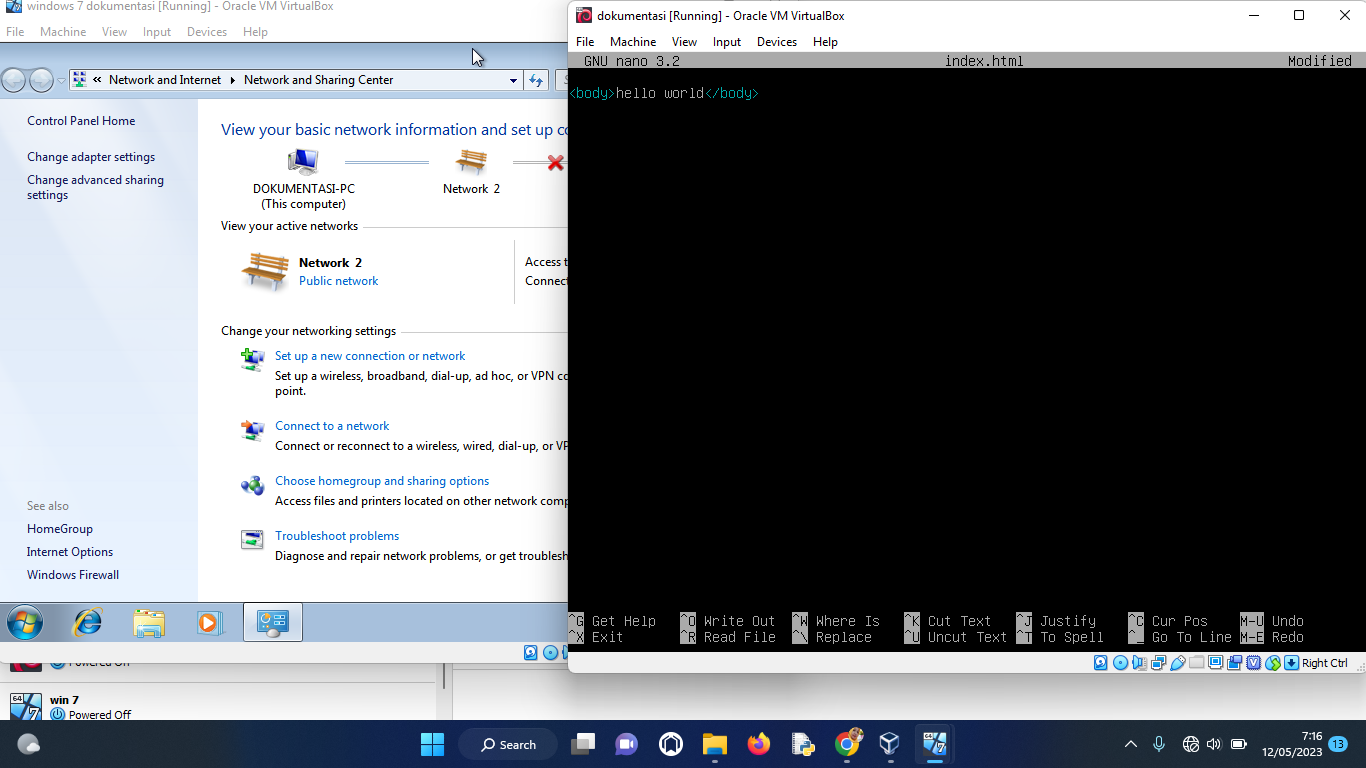 windows 7 dokumentasi [Running] - Oracle VM VirtualBox
File Machine View Input Devices Help
Network and Internet Network and Sharing Center
Control Panel Home
Change adapter settings
Change advanced sharing
settings
See also
HomeGroup
Internet Options
Windows Firewall
View your basic network information and set up co
DOKUMENTASI-PC
(This computer)
Network 2
View your active networks
Network 2
Public network
Access t
Connect
Change your networking settings
Set up a new connection or network
Set up a wireless, broadband, dial-up, ad hoc, or VPN co
point.
Connect to a network
Connect or reconnect to a wireless, wired, dial-up, or VP
Choose homegroup and sharing options
Access files and printers located on other network comp
Troubleshoot problems
Diagnose and repair network problems, or get troublesh
dokumentasi [Running] - Oracle VM VirtualBox
File Machine View Input Devices Help
GNU nano 3.2 index.html Modified
<body>hello world</body>
^G Get Help ^O Write Out ^W Where Is ^K Cut Text ^J Justify ^C Cur Pos M-U Undo
^X Exit ^R Read File ^\ Replace ^U Uncut Text ^T To Spell ^_ Go To Line M-E Redo
Right Ctrl
Powered Off
64
win 7
Powered Off
Search
64
7:16
12/05/2023
13